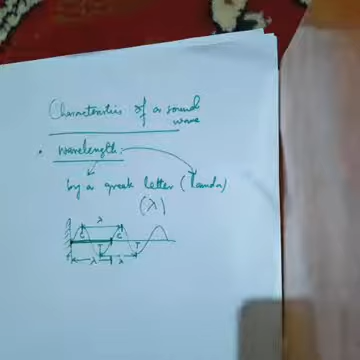 Characteristics of a sound
wave
• Wavelength:
by a greek letter (Lamda)
(λ)
λ
C C
T T
λ λ